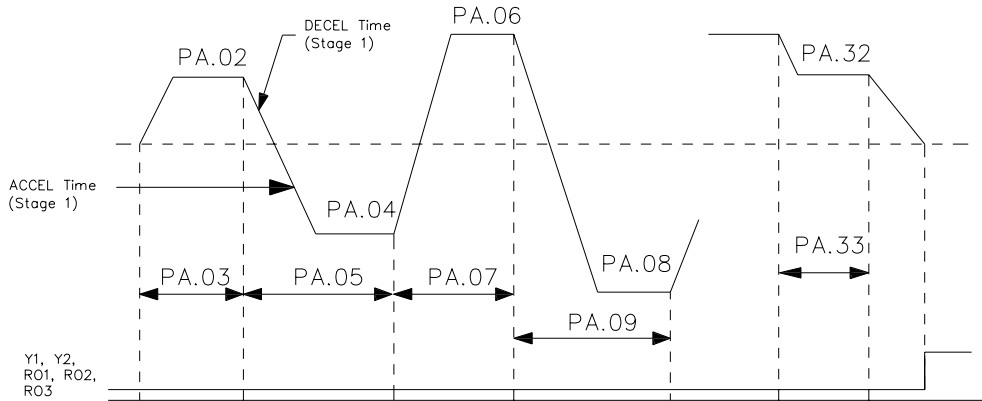 PA.02
DECEL Time
(Stage 1)
PA.06
PA.32
ACCEL Time
(Stage 1)
PA.04
PA.03
PA.05
PA.07
PA.08
PA.33
PA.09
Y1, Y2,
RO1, RO2,
RO3